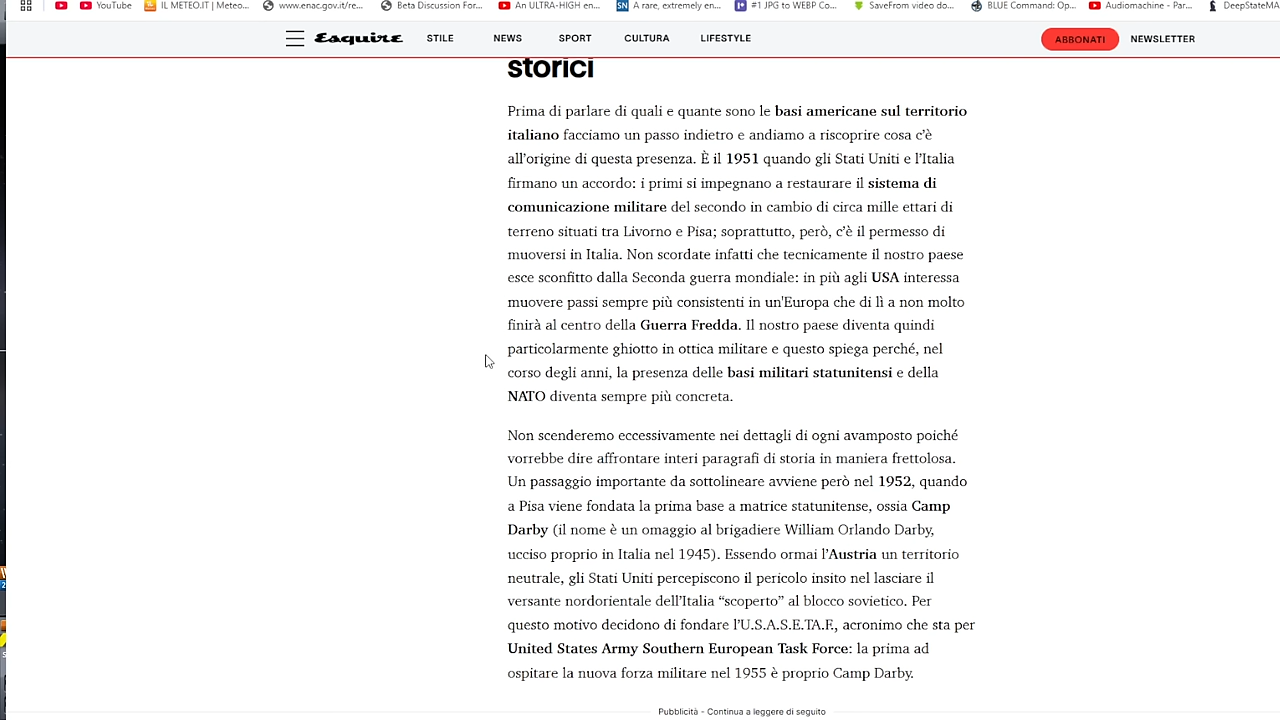 YouTube
IL METEO.IT | Meteo...
www.enac.gov.it/re...
Beta Discussion For...
An ULTRA-HIGH en...
A rare, extremely en...
#1 JPG to WEBP Co...
SaveFrom video do...
BLUE Command: Op...
Audiomachine - Par...
DeepStateMA
Esquire STILE NEWS SPORT CULTURA LIFESTYLE ABBONATI NEWSLETTER
storici
Prima di parlare di quali e quante sono le basi americane sul territorio
italiano facciamo un passo indietro e andiamo a riscoprire cosa c’è
all’origine di questa presenza. È il 1951 quando gli Stati Uniti e l’Italia
firmano un accordo: i primi si impegnano a restaurare il sistema di
comunicazione militare del secondo in cambio di circa mille ettari di
terreno situati tra Livorno e Pisa; soprattutto, però, c’è il permesso di
muoversi in Italia. Non scordate infatti che tecnicamente il nostro paese
esce sconfitto dalla Seconda guerra mondiale: in più agli USA interessa
muovere passi sempre più consistenti in un'Europa che di lì a non molto
finirà al centro della Guerra Fredda. Il nostro paese diventa quindi
particolarmente ghiotto in ottica militare e questo spiega perché, nel
corso degli anni, la presenza delle basi militari statunitensi e della
NATO diventa sempre più concreta.
Non scenderemo eccessivamente nei dettagli di ogni avamposto poiché
vorrebbe dire affrontare interi paragrafi di storia in maniera frettolosa.
Un passaggio importante da sottolineare avviene però nel 1952, quando
a Pisa viene fondata la prima base a matrice statunitense, ossia Camp
Darby (il nome è un omaggio al brigadiere William Orlando Darby,
ucciso proprio in Italia nel 1945). Essendo ormai l’Austria un territorio
neutrale, gli Stati Uniti percepiscono il pericolo insito nel lasciare il
versante nordorientale dell’Italia “scoperto” al blocco sovietico. Per
questo motivo decidono di fondare l’U.S.A.S.E.TA.F., acronimo che sta per
United States Army Southern European Task Force: la prima ad
ospitare la nuova forza militare nel 1955 è proprio Camp Darby.
Pubblicità - Continua a leggere di seguito